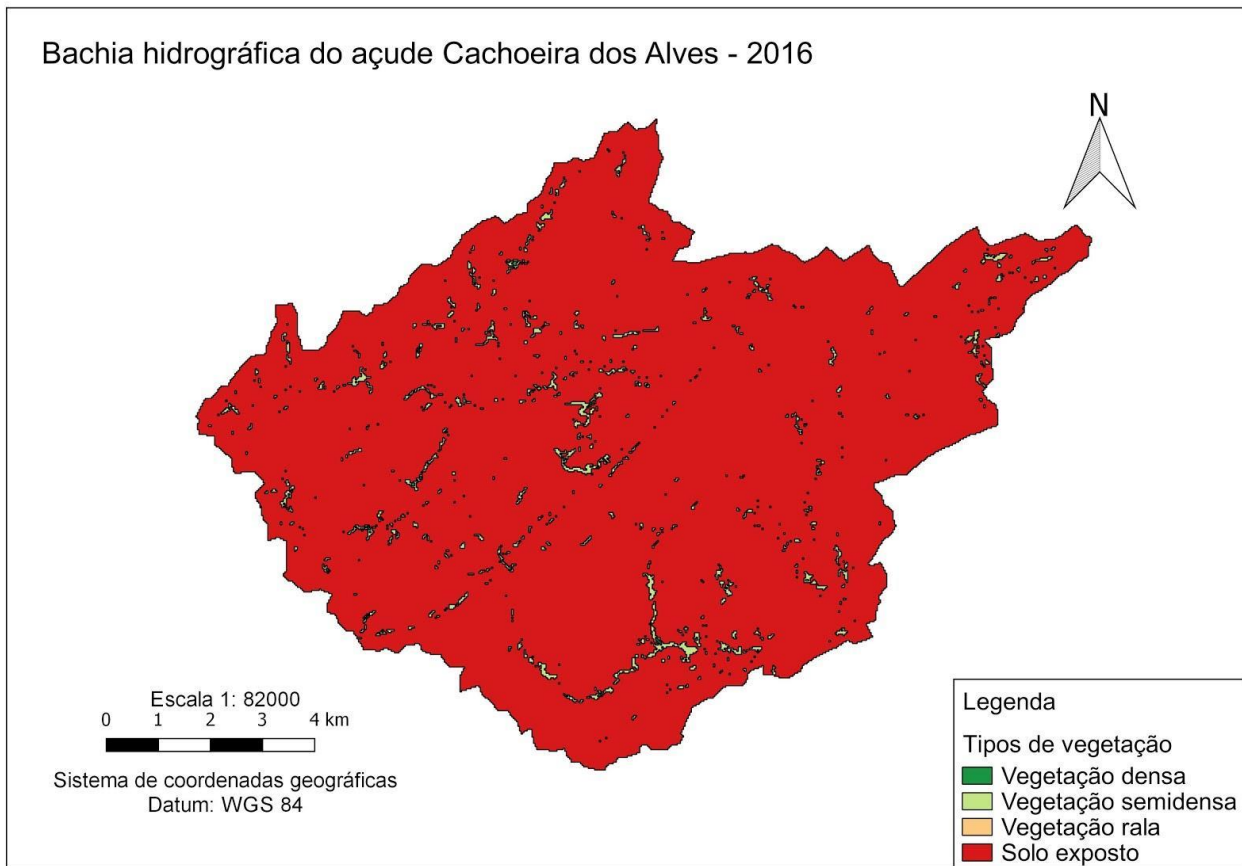 Bachia hidrográfica do açude Cachoeira dos Alves - 2016
N
Escala 1: 82000
0 1 2 3 4 km
Sistema de coordenadas geográficas
Datum: WGS 84
Legenda
Tipos de vegetação
Vegetação densa
Vegetação semidensa
Vegetação rala
Solo exposto